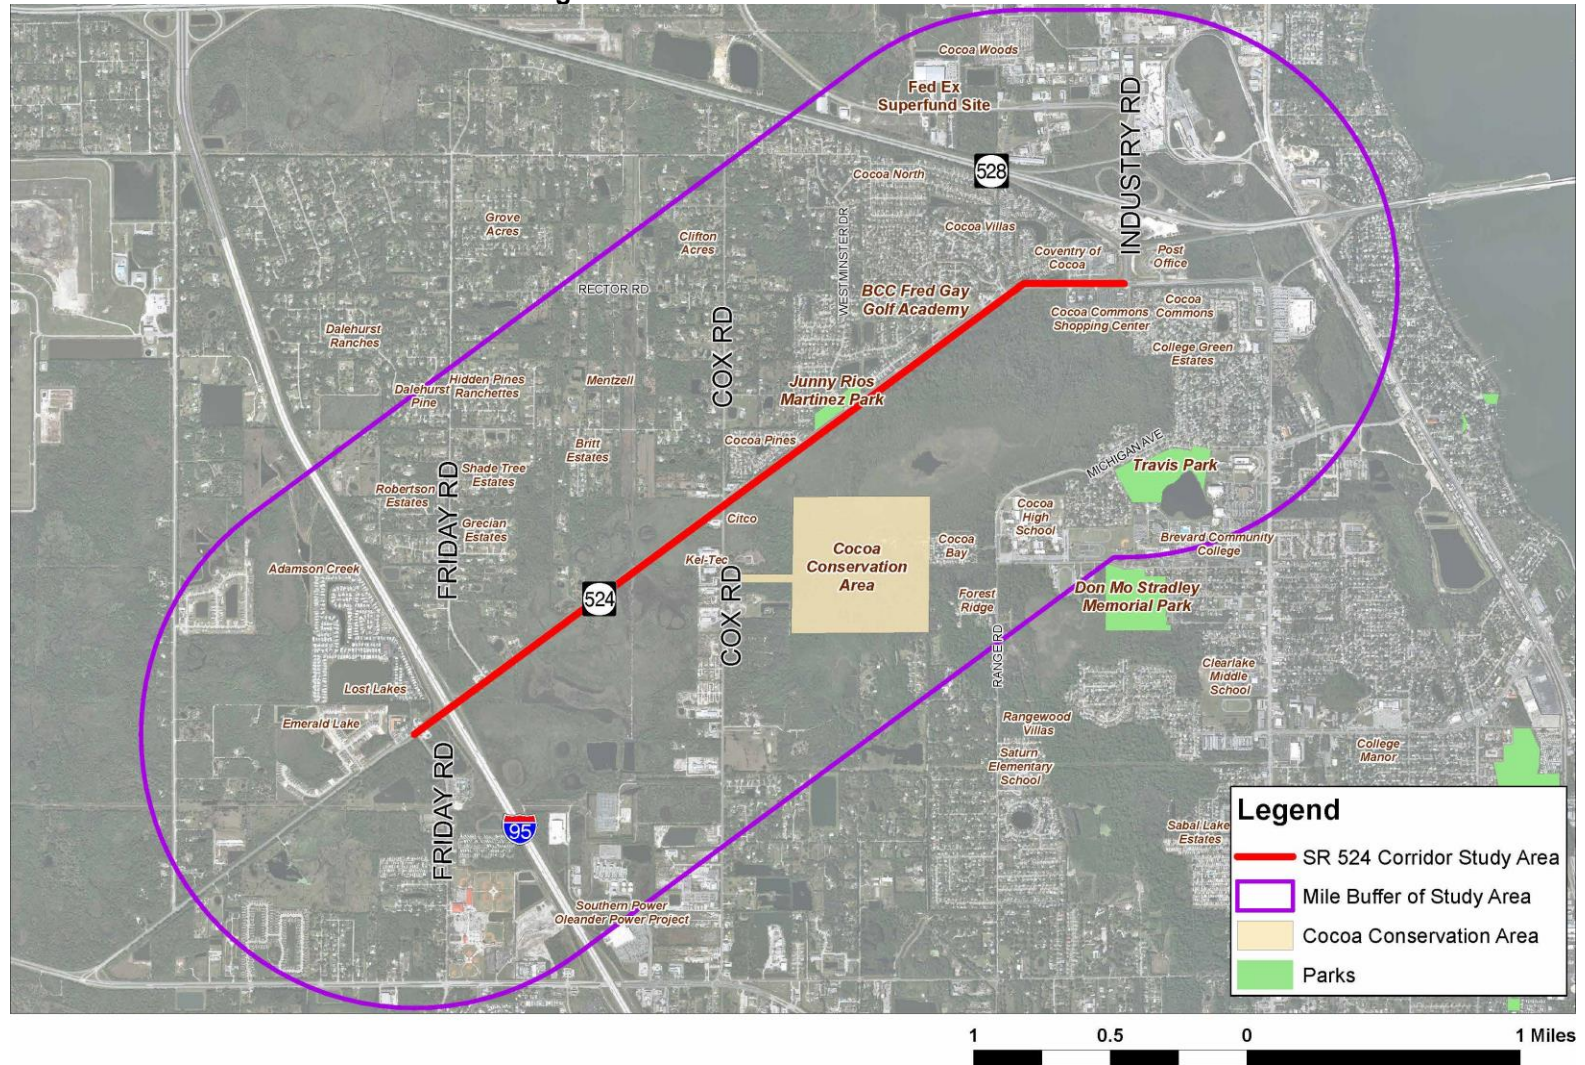 Cocoa Woods
Fed Ex
Superfund Site
INDUSTRY RD
528
Cocoa North
WESTMINSTER DR
Grove
Acres
Clifton
Acres
Cocoa Villas
Coventry of
Cocoa
Post
Office
RECTOR RD
BCC Fred Gay
Golf Academy
COX RD
Cocoa Commons
Shopping Center
Cocoa
Commons
Dalehurst
Ranches
College Green
Estates
Dalehurst
Pine
Hidden Pines
Ranchettes
Mentzell
Junny Rios
Martinez Park
Britt
Estates
Cocoa Pines
MICHIGAN AVE
Travis Park
Shade Tree
Estates
Robertson
Estates
FRIDAY RD
Grecian
Estates
Citco
Cocoa
High
School
Cocoa
Conservation
Area
Cocoa
Bay
Brevard Community
College
Adamson Creek
Kel-Tec
COX RD
524
Forest
Ridge
Don Mo Stradley
Memorial Park
RANGE RD
Clearlake
Middle
School
Lost Lakes
Emerald Lake
Rangewood
Villas
FRIDAY RD
Saturn
Elementary
School
College
Manor
95
Sabal Lake
Estates
Southern Power
Oleander Power Project
Legend
SR 524 Corridor Study Area
Mile Buffer of Study Area
Cocoa Conservation Area
Parks
1 0.5 0 1 Miles